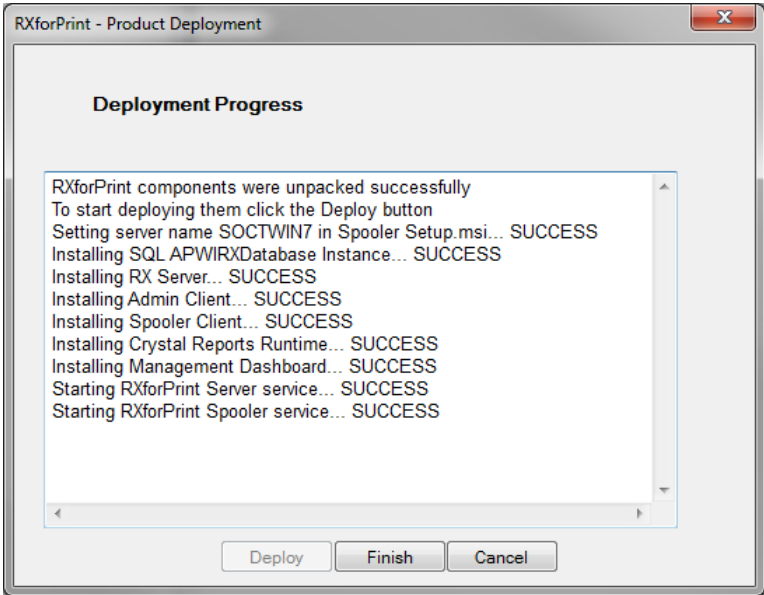 RXforPrint - Product Deployment
Deployment Progress
RXforPrint components were unpacked successfully
To start deploying them click the Deploy button
Setting server name SOCTWIN7 in Spooler Setup.msi... SUCCESS
Installing SQL APWIRXDatabase Instance... SUCCESS
Installing RX Server... SUCCESS
Installing Admin Client... SUCCESS
Installing Spooler Client... SUCCESS
Installing Crystal Reports Runtime... SUCCESS
Installing Management Dashboard... SUCCESS
Starting RXforPrint Server service... SUCCESS
Starting RXforPrint Spooler service... SUCCESS
Deploy Finish Cancel